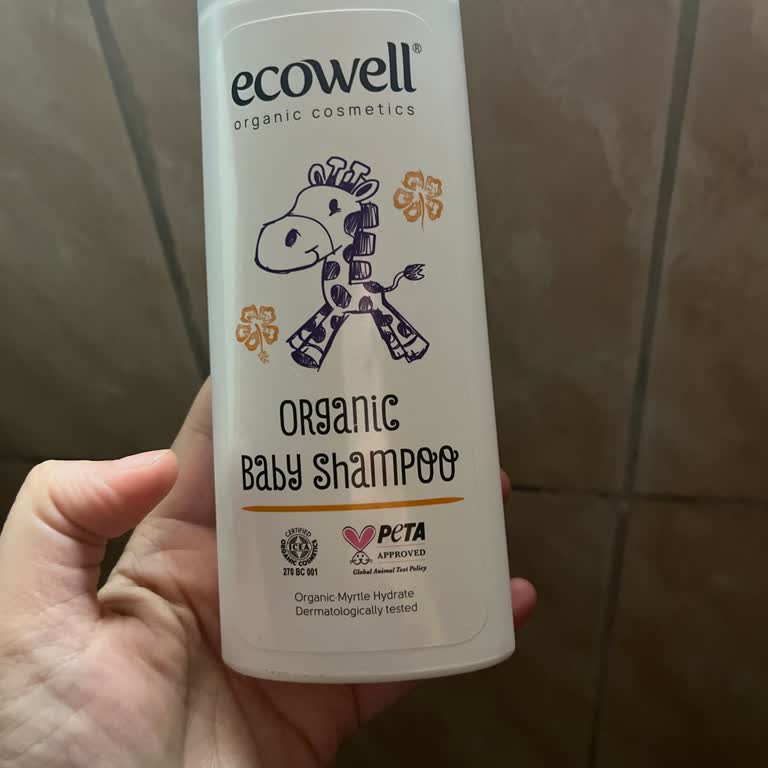 ecowell®
organic cosmetics
ORganic
Baby Shampoo
CERTIFIED
ICEA
ORGANIC COSMETICS
270 BC 001
PETA
APPROVED
Global Animal Test Policy
Organic Myrtle Hydrate
Dermatologically tested